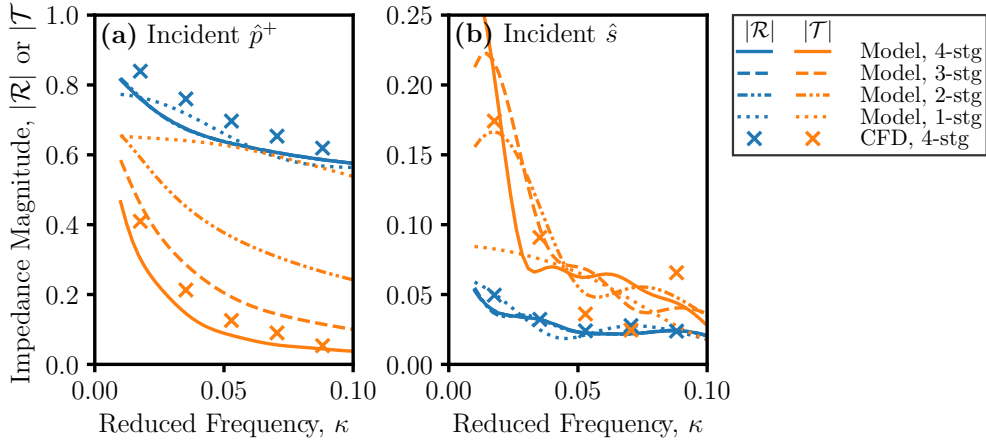 Impedance Magnitude, |R| or |T
(a) Incident p̂⁺
1.0
0.8
0.6
0.4
0.2
0.0
0.00
0.05
0.10
Reduced Frequency, κ
(b) Incident ŝ
0.25
0.20
0.15
0.10
0.05
0.00
0.00
0.05
0.10
Reduced Frequency, κ
|R| |T|
Model, 4-stg
Model, 3-stg
Model, 2-stg
Model, 1-stg
CFD, 4-stg